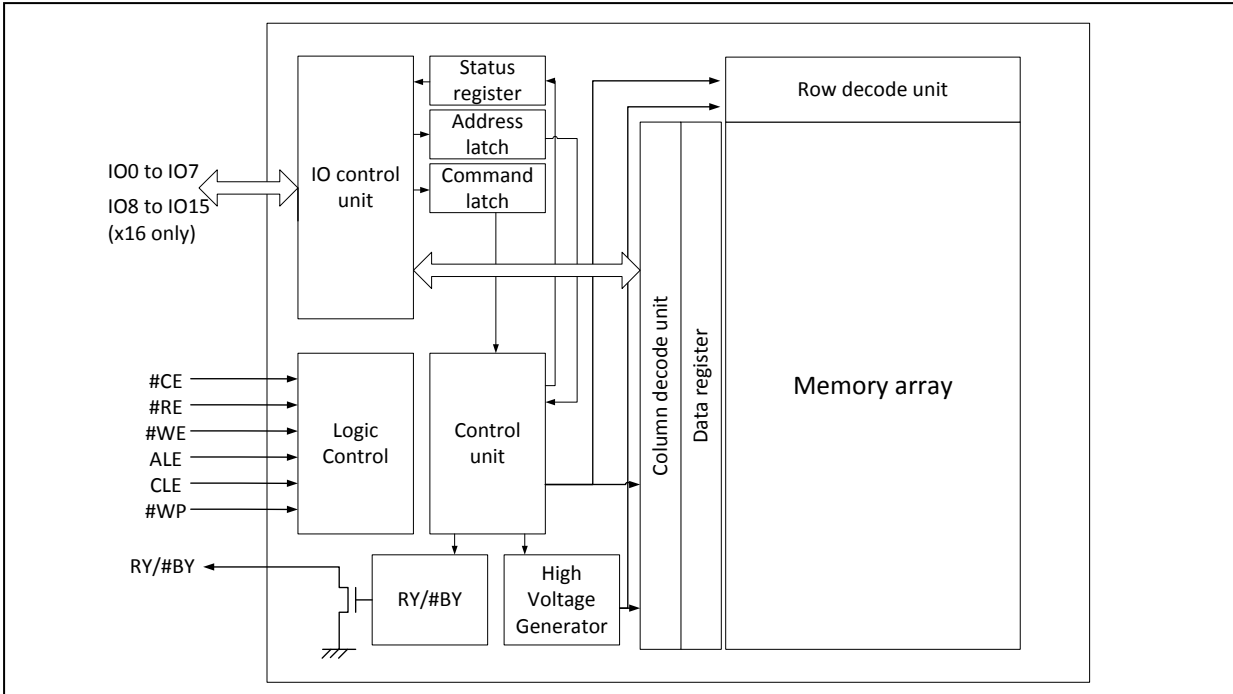 Status
register
Row decode unit
Address
latch
IO0 to IO7
IO control
unit
Command
latch
IO8 to IO15
(x16 only)
Column decode unit
Data register
Memory array
#CE
#RE
#WE
ALE
CLE
#WP
Logic
Control
Control
unit
RY/#BY
RY/#BY
High
Voltage
Generator